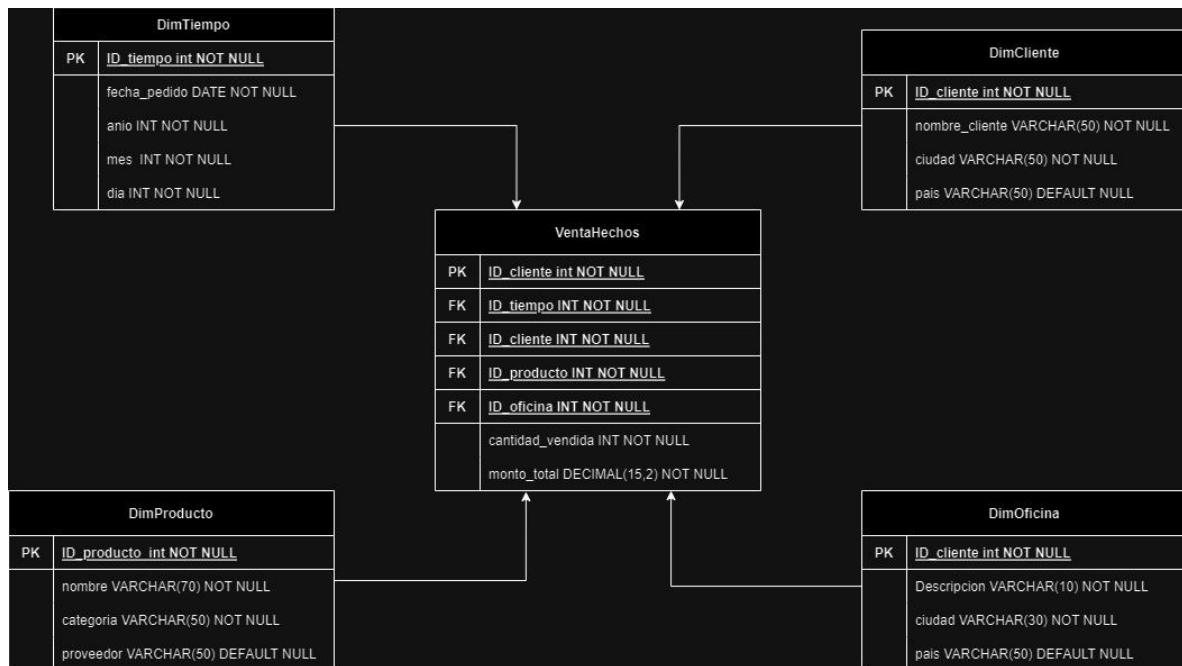 DimTiempo
PK ID_tiempo int NOT NULL
fecha_pedido DATE NOT NULL
anio INT NOT NULL
mes INT NOT NULL
dia INT NOT NULL
DimCliente
PK ID_cliente int NOT NULL
nombre_cliente VARCHAR(50) NOT NULL
ciudad VARCHAR(50) NOT NULL
pais VARCHAR(50) DEFAULT NULL
VentaHechos
PK ID_cliente int NOT NULL
FK ID_tiempo INT NOT NULL
FK ID_cliente INT NOT NULL
FK ID_producto INT NOT NULL
FK ID_oficina INT NOT NULL
cantidad_vendida INT NOT NULL
monto_total DECIMAL(15,2) NOT NULL
DimProducto
PK ID_producto int NOT NULL
nombre VARCHAR(70) NOT NULL
categoria VARCHAR(50) NOT NULL
proveedor VARCHAR(50) DEFAULT NULL
DimOficina
PK ID_cliente int NOT NULL
Descripcion VARCHAR(10) NOT NULL
ciudad VARCHAR(30) NOT NULL
pais VARCHAR(50) DEFAULT NULL